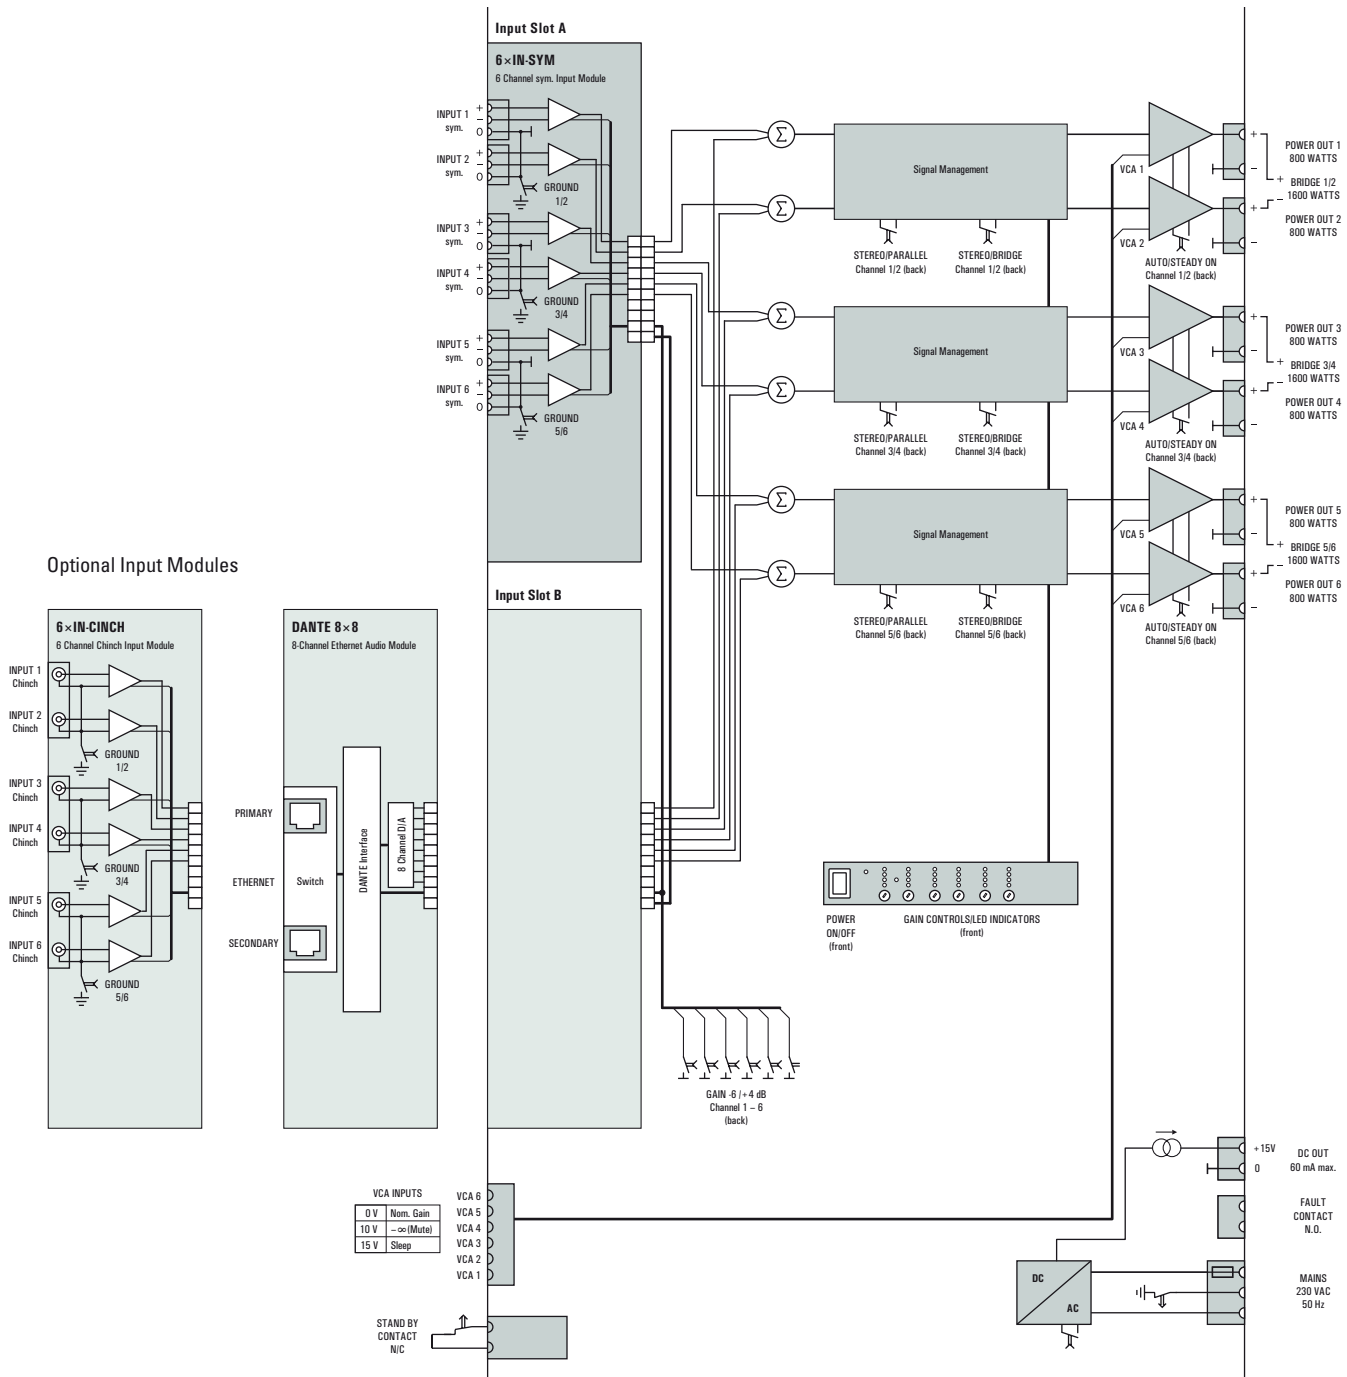 Input Slot A
6×IN-SYM
6 Channel sym. Input Module
INPUT 1
sym.
+
−
0
INPUT 2
sym.
+
−
0
GROUND
1/2
INPUT 3
sym.
+
−
0
INPUT 4
sym.
+
−
0
GROUND
3/4
INPUT 5
sym.
+
−
0
INPUT 6
sym.
+
−
0
GROUND
5/6
Σ
Σ
Signal Management
STEREO/PARALLEL
Channel 1/2 (back)
STEREO/BRIDGE
Channel 1/2 (back)
VCA 1
VCA 2
AUTO/STEADY ON
Channel 1/2 (back)
+
−
+
−
POWER OUT 1
800 WATTS
+ BRIDGE 1/2
− 1600 WATTS
POWER OUT 2
800 WATTS
Σ
Σ
Signal Management
STEREO/PARALLEL
Channel 3/4 (back)
STEREO/BRIDGE
Channel 3/4 (back)
VCA 3
VCA 4
AUTO/STEADY ON
Channel 3/4 (back)
+
−
+
−
POWER OUT 3
800 WATTS
+ BRIDGE 3/4
− 1600 WATTS
POWER OUT 4
800 WATTS
Σ
Σ
Signal Management
STEREO/PARALLEL
Channel 5/6 (back)
STEREO/BRIDGE
Channel 5/6 (back)
VCA 5
VCA 6
AUTO/STEADY ON
Channel 5/6 (back)
+
−
+
−
POWER OUT 5
800 WATTS
+ BRIDGE 5/6
− 1600 WATTS
POWER OUT 6
800 WATTS
Optional Input Modules
6×IN-CINCH
6 Channel Chinch Input Module
INPUT 1
Chinch
INPUT 2
Chinch
GROUND
1/2
INPUT 3
Chinch
INPUT 4
Chinch
GROUND
3/4
INPUT 5
Chinch
INPUT 6
Chinch
GROUND
5/6
DANTE 8×8
8-Channel Ethernet Audio Module
PRIMARY
ETHERNET
SECONDARY
Switch
DANTE Interface
8 Channel D/A
Input Slot B
POWER
ON/OFF
(front)
GAIN CONTROLS/LED INDICATORS
(front)
GAIN -6 /+4 dB
Channel 1 – 6
(back)
VCA INPUTS
0 V Nom. Gain
10 V −∞(Mute)
15 V Sleep
VCA 6
VCA 5
VCA 4
VCA 3
VCA 2
VCA 1
STAND BY
CONTACT
N/C
+15V
0
DC OUT
60 mA max.
FAULT
CONTACT
N.O.
DC
AC
MAINS
230 VAC
50 Hz